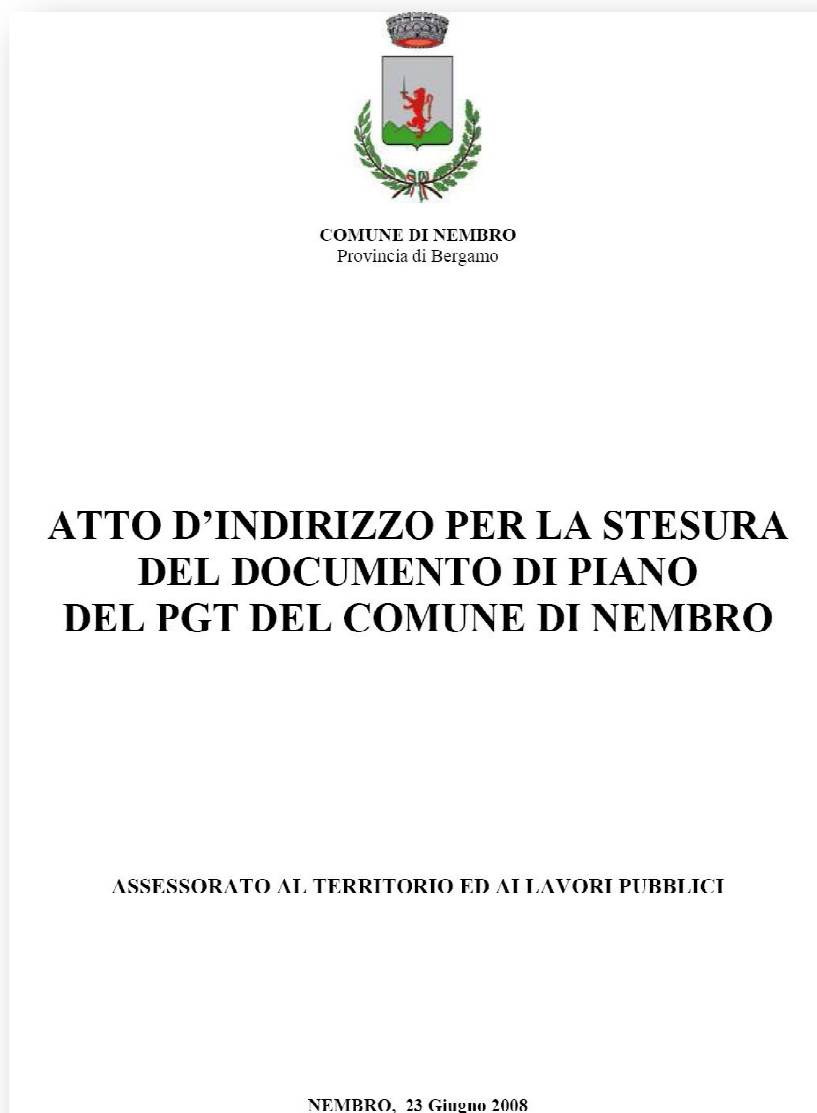 COMUNE DI NEMBRO
Provincia di Bergamo
ATTO D'INDIRIZZO PER LA STESURA
DEL DOCUMENTO DI PIANO
DEL PGT DEL COMUNE DI NEMBRO
ASSESSORATO AL TERRITORIO ED AI LAVORI PUBBLICI
NEMBRO, 23 Giugno 2008